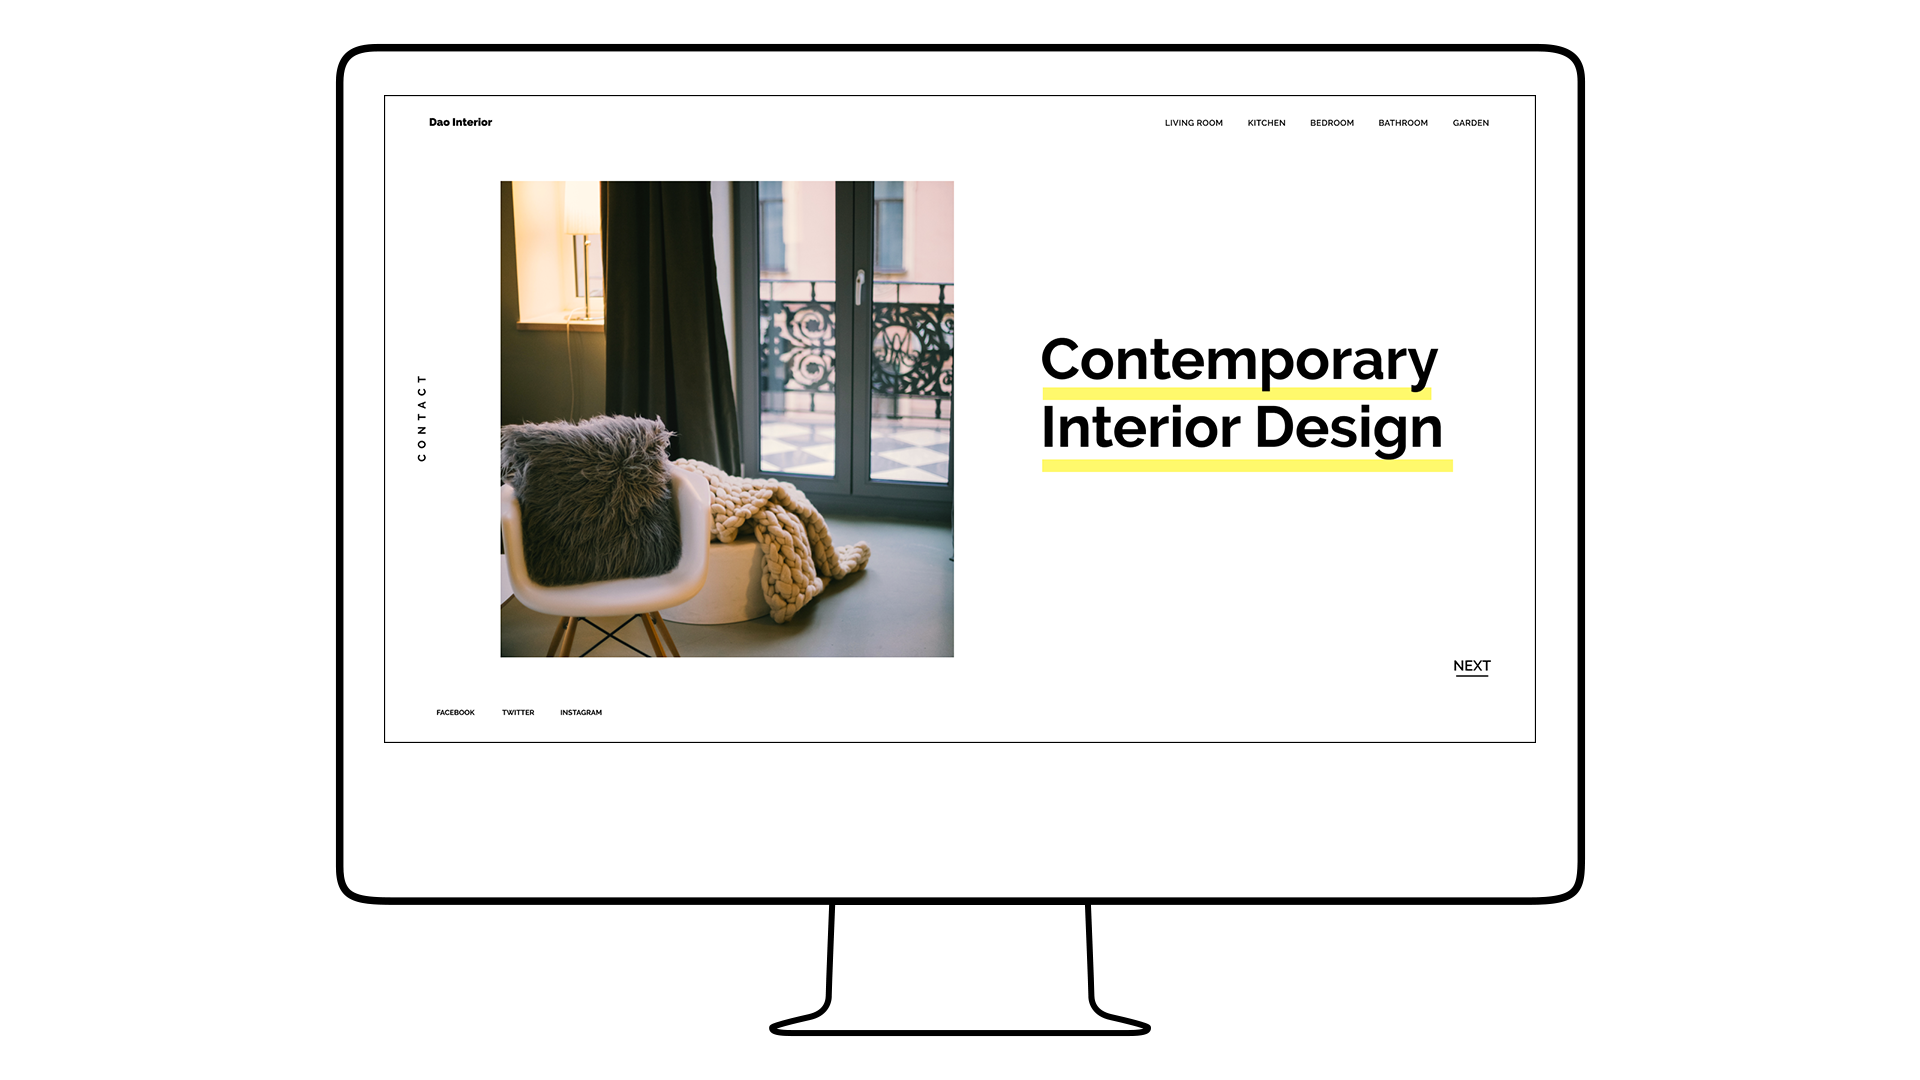 Dao Interior
LIVING ROOM KITCHEN BEDROOM BATHROOM GARDEN
CONTACT
Contemporary
Interior Design
NEXT
FACEBOOK TWITTER INSTAGRAM